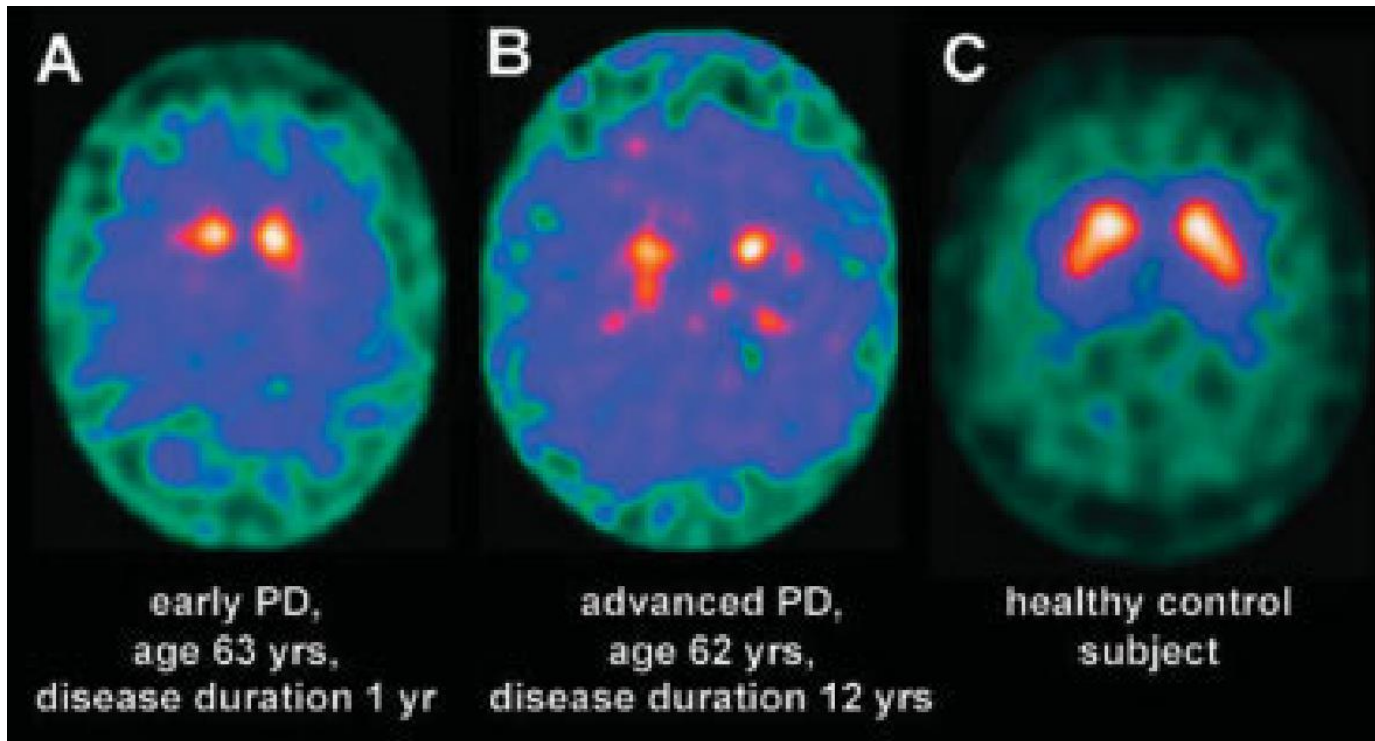 A
B
C
early PD,
age 63 yrs,
disease duration 1 yr
advanced PD,
age 62 yrs,
disease duration 12 yrs
healthy control
subject